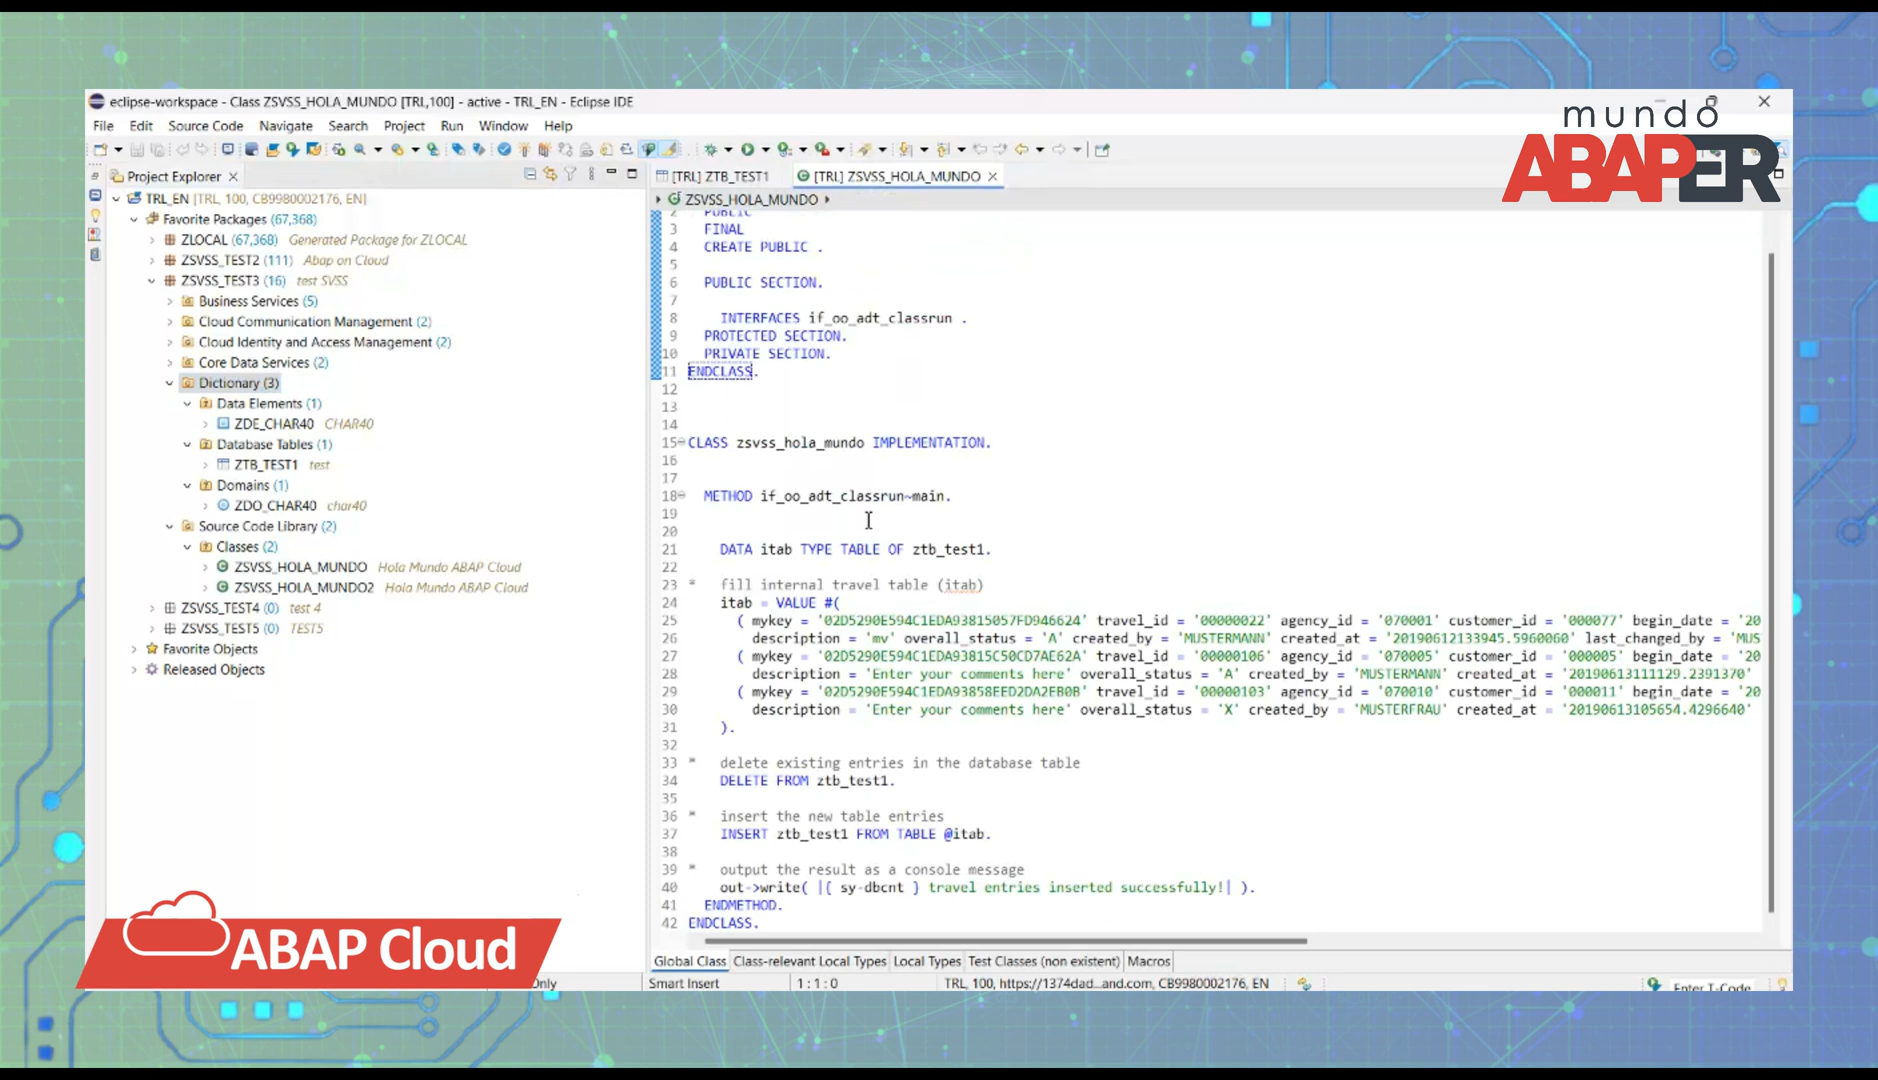 eclipse-workspace - Class ZSVSS_HOLA_MUNDO [TRL,100] - active - TRL_EN - Eclipse IDE
mundo
ABAPER
File Edit Source Code Navigate Search Project Run Window Help
Project Explorer
[TRL] ZTB_TEST1 [TRL] ZSVSS_HOLA_MUNDO
TRL_EN [TRL, 100, CB9980002176, EN]
Favorite Packages (67,368)
ZLOCAL (67,368) Generated Package for ZLOCAL
ZSVSS_TEST2 (111) Abap on Cloud
ZSVSS_TEST3 (16) test SVSS
Business Services (5)
Cloud Communication Management (2)
Cloud Identity and Access Management (2)
Core Data Services (2)
Dictionary (3)
Data Elements (1)
ZDE_CHAR40 CHAR40
Database Tables (1)
ZTB_TEST1 test
Domains (1)
ZDO_CHAR40 char40
Source Code Library (2)
Classes (2)
ZSVSS_HOLA_MUNDO Hola Mundo ABAP Cloud
ZSVSS_HOLA_MUNDO2 Hola Mundo ABAP Cloud
ZSVSS_TEST4 (0) test 4
ZSVSS_TEST5 (0) TEST5
Favorite Objects
Released Objects
ZSVSS_HOLA_MUNDO
2 PUBLIC
3 FINAL
4 CREATE PUBLIC .
5
6 PUBLIC SECTION.
7
8 INTERFACES if_oo_adt_classrun .
9 PROTECTED SECTION.
10 PRIVATE SECTION.
11 ENDCLASS.
12
13
14
15 CLASS zsvss_hola_mundo IMPLEMENTATION.
16
17
18 METHOD if_oo_adt_classrun~main.
19
20
21 DATA itab TYPE TABLE OF ztb_test1.
22
23 * fill internal travel table (itab)
24 itab = VALUE #(
25 ( mykey = '02D5290E594C1EDA93815057FD946624' travel_id = '00000022' agency_id = '070001' customer_id = '000077' begin_date = '20
26 description = 'mv' overall_status = 'A' created_by = 'MUSTERMANN' created_at = '20190612133945.5960060' last_changed_by = 'MUS
27 ( mykey = '02D5290E594C1EDA93815C50CD7AE62A' travel_id = '00000106' agency_id = '070005' customer_id = '000005' begin_date = '20
28 description = 'Enter your comments here' overall_status = 'A' created_by = 'MUSTERMANN' created_at = '20190613111129.2391370'
29 ( mykey = '02D5290E594C1EDA93858EED2DA2EB0B' travel_id = '00000103' agency_id = '070010' customer_id = '000011' begin_date = '20
30 description = 'Enter your comments here' overall_status = 'X' created_by = 'MUSTERFRAU' created_at = '20190613105654.4296640'
31 ).
32
33 * delete existing entries in the database table
34 DELETE FROM ztb_test1.
35
36 * insert the new table entries
37 INSERT ztb_test1 FROM TABLE @itab.
38
39 * output the result as a console message
40 out->write( |{ sy-dbcnt } travel entries inserted successfully!| ).
41 ENDMETHOD.
42 ENDCLASS.
Global Class Class-relevant Local Types Local Types Test Classes (non existent) Macros
ABAP Cloud
Only Smart Insert 1 : 1 : 0 TRL, 100, https://1374dad...and.com, CB9980002176, EN Enter T-Code